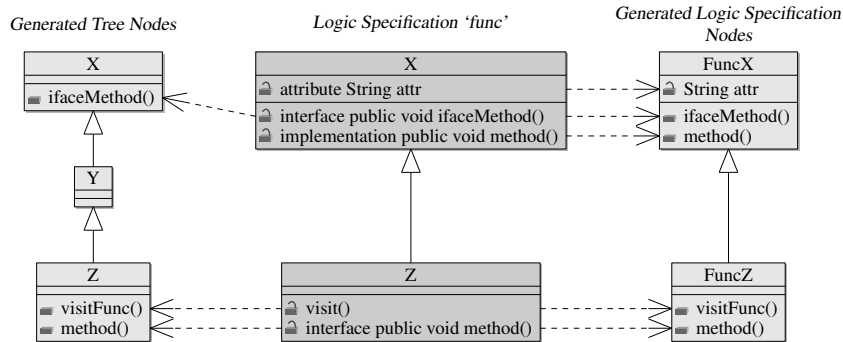 Generated Tree Nodes
Logic Specification ‘func’
Generated Logic Specification
Nodes
X
ifaceMethod()
Y
Z
visitFunc()
method()
X
attribute String attr
interface public void ifaceMethod()
implementation public void method()
Z
visit()
interface public void method()
FuncX
String attr
ifaceMethod()
method()
FuncZ
visitFunc()
method()